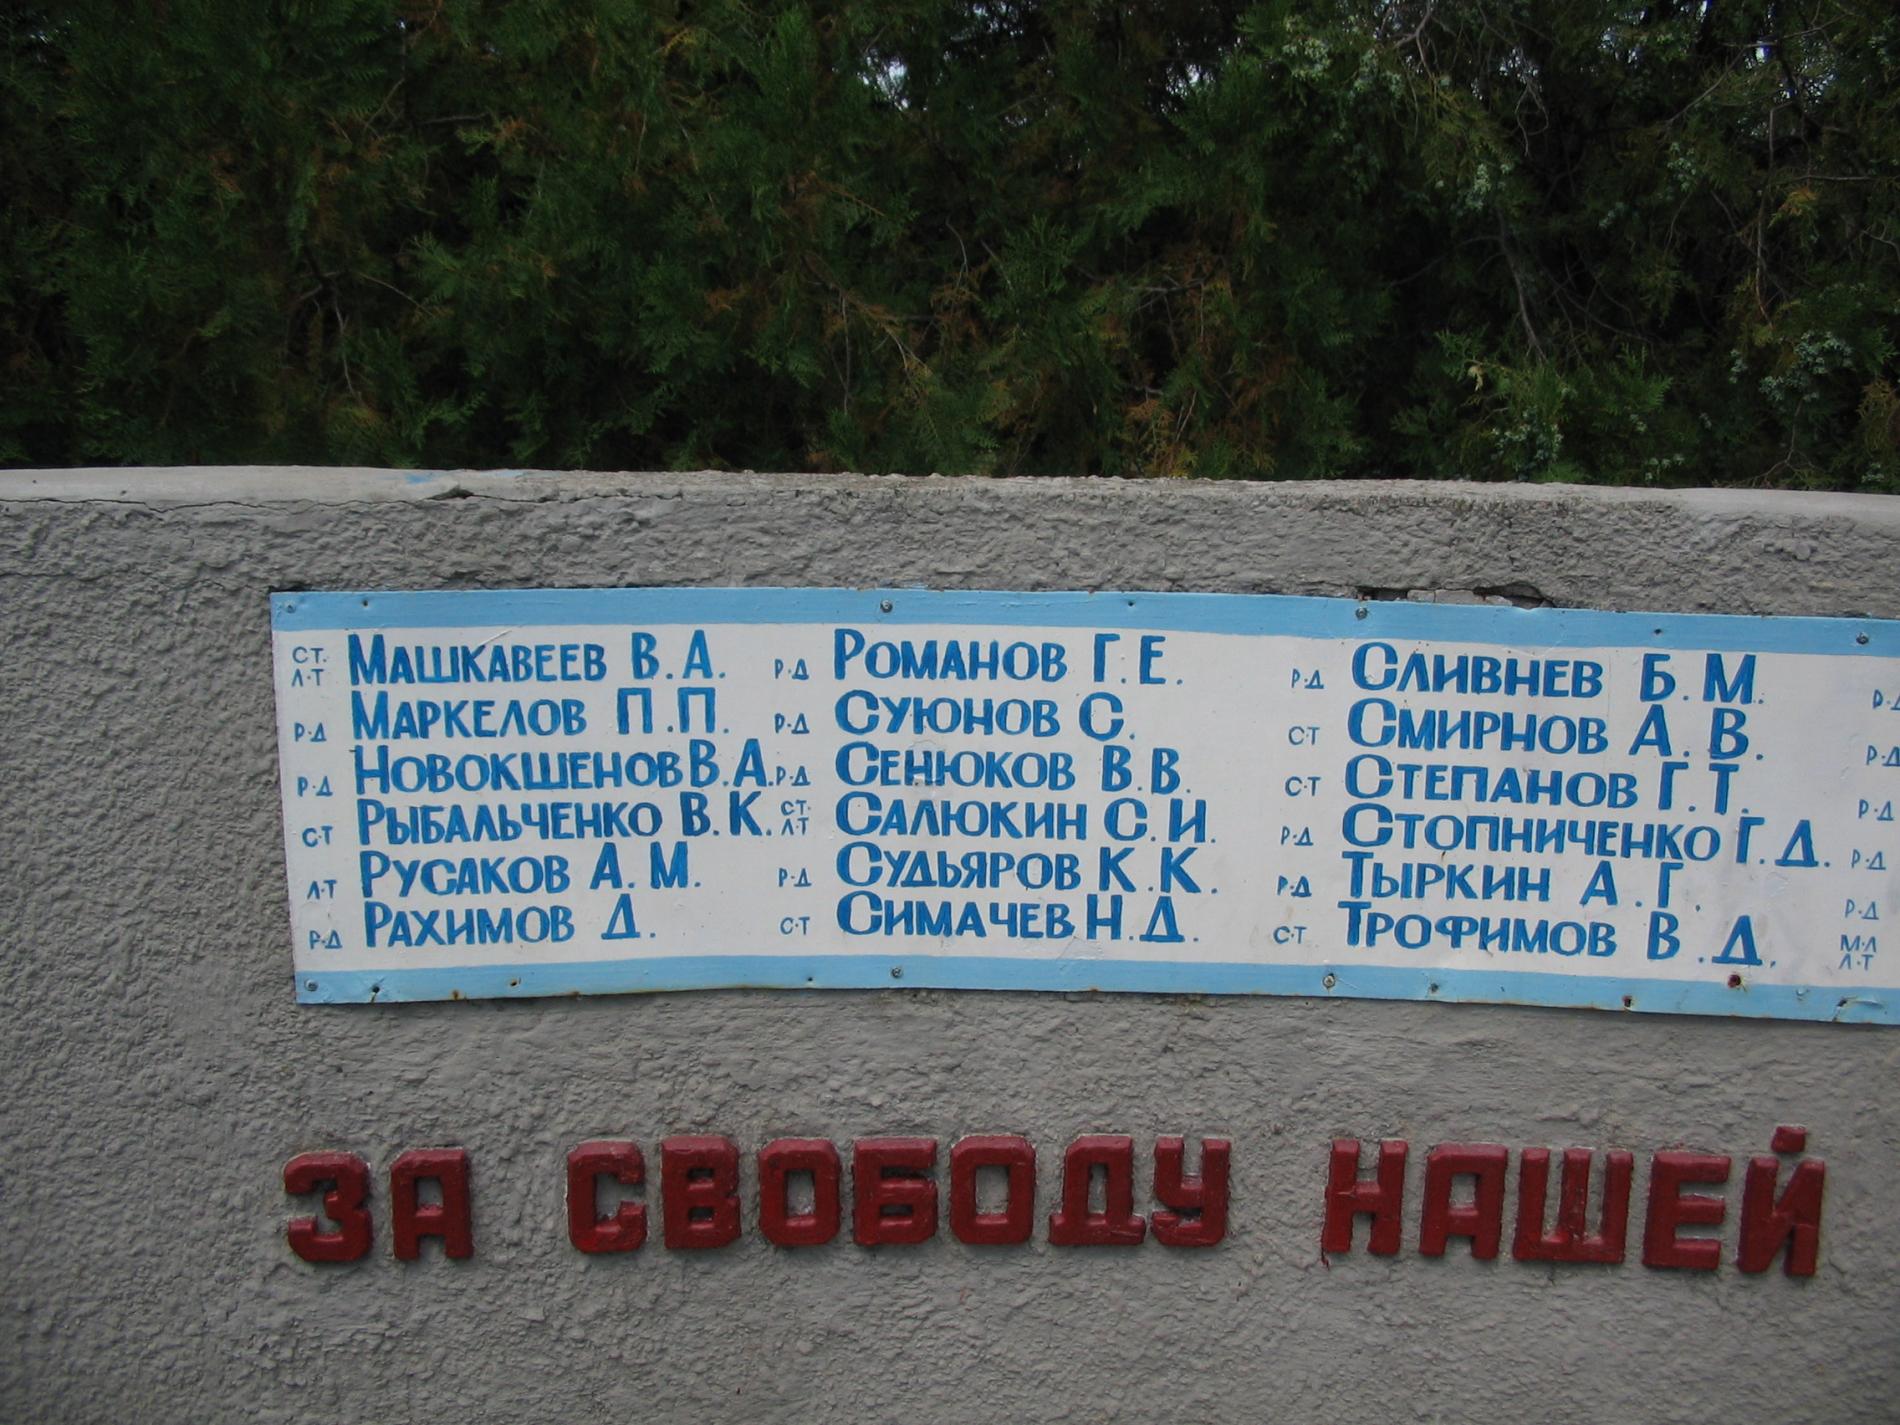 СТ. Л-Т МАШКАВЕЕВ В.А. Р-Д РОМАНОВ Г.Е. Р-Д СЛИВНЕВ Б.М. Р-Д
Р-Д МАРКЕЛОВ П.П. Р-Д СУЮНОВ С. С-Т СМИРНОВ А.В. Р-Д
Р-Д НОВОКШЕНОВ В.А. Р-Д СЕНЮКОВ В.В. С-Т СТЕПАНОВ Г.Т. Р-Д
С-Т РЫБАЛЬЧЕНКО В.К. СТ. Л-Т САЛЮКИН С.И. Р-Д СТОПНИЧЕНКО Г.Д. Р-Д
Л-Т РУСАКОВ А.М. Р-Д СУДЬЯРОВ К.К. Р-Д ТЫРКИН А.Г. Р-Д
Р-Д РАХИМОВ Д. С-Т СИМАЧЕВ Н.Д. С-Т ТРОФИМОВ В.Д. МЛ Л-Т
ЗА СВОБОДУ НАШЕЙ